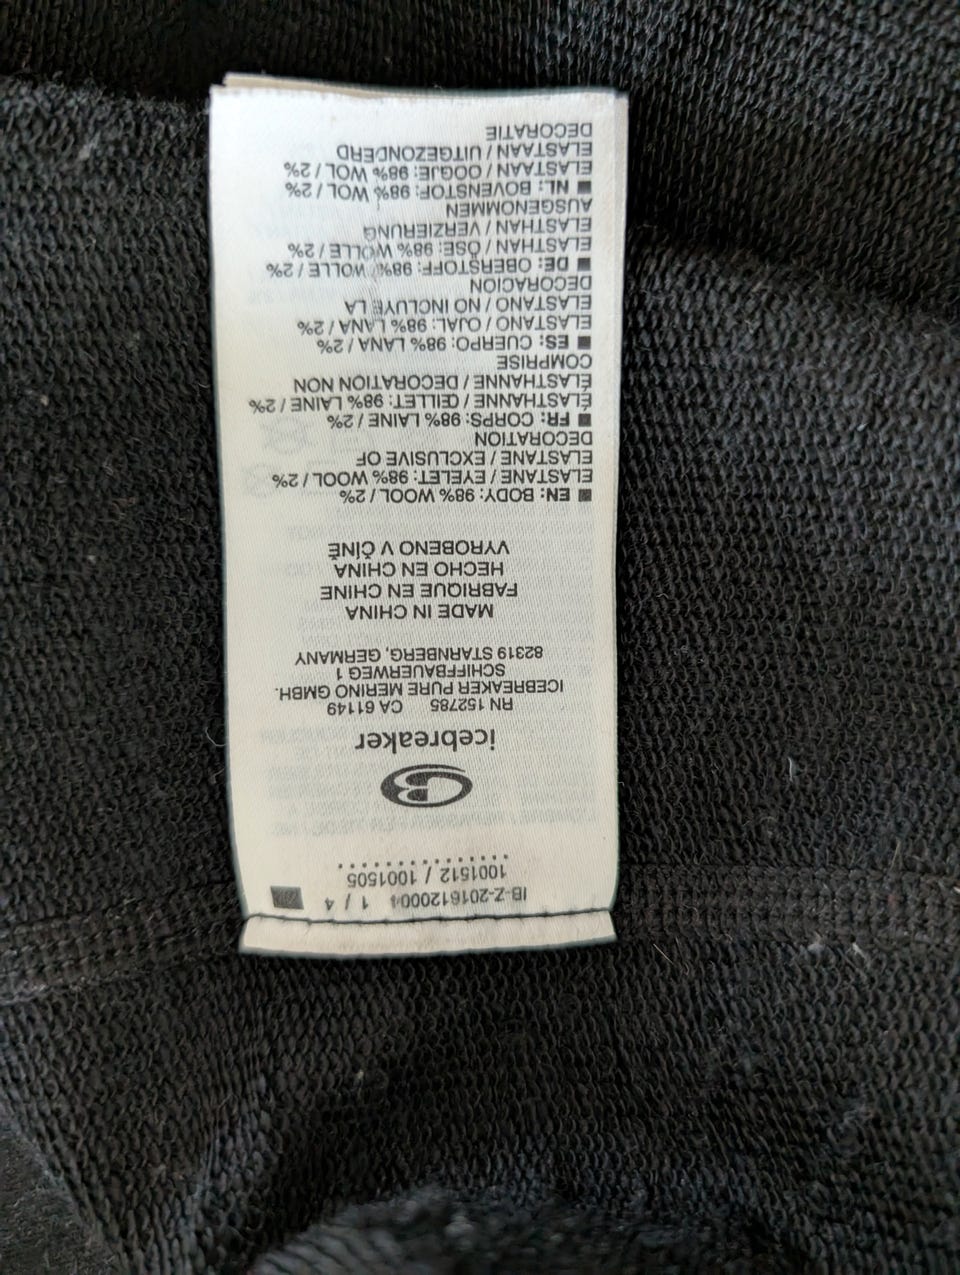 IB-Z-2016120004 1 / 4
1001512 / 1001505
icebreaker
RN 152785 CA 61149
ICEBREAKER PURE MERINO GMBH.
SCHIFFBAUERWEG 1
82319 STARNBERG, GERMANY
MADE IN CHINA
FABRIQUE EN CHINE
HECHO EN CHINA
VYROBENO V ČÍNĚ
■ EN: BODY: 98% WOOL / 2%
ELASTANE / EYELET: 98% WOOL / 2%
ELASTANE / EXCLUSIVE OF
DECORATION
■ FR: CORPS: 98% LAINE / 2%
ÉLASTHANNE / ŒILLET: 98% LAINE / 2%
ÉLASTHANNE / DECORATION NON
COMPRISE
■ ES: CUERPO: 98% LANA / 2%
ELASTANO / OJAL: 98% LANA / 2%
ELASTANO / NO INCLUYE LA
DECORACION
■ DE: OBERSTOFF: 98% WOLLE / 2%
ELASTHAN / ÖSE: 98% WOLLE / 2%
ELASTHAN / VERZIERUNG
AUSGENOMMEN
■ NL: BOVENSTOF: 98% WOL / 2%
ELASTAAN / OOGJE: 98% WOL / 2%
ELASTAAN / UITGEZONDERD
DECORATIE